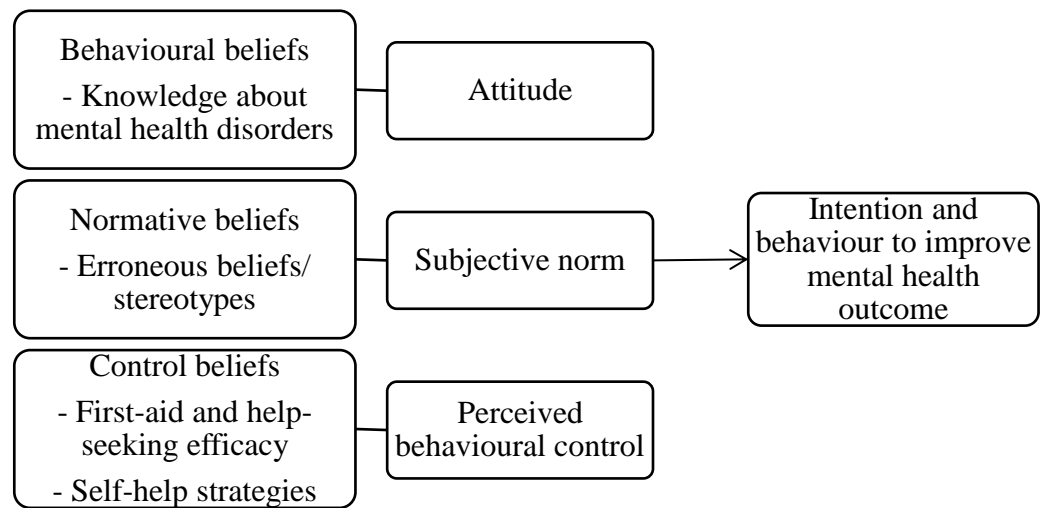 Behavioural beliefs
- Knowledge about
mental health disorders
Attitude
Normative beliefs
- Erroneous beliefs/
stereotypes
Subjective norm
Intention and
behaviour to improve
mental health
outcome
Control beliefs
- First-aid and help-
seeking efficacy
- Self-help strategies
Perceived
behavioural control